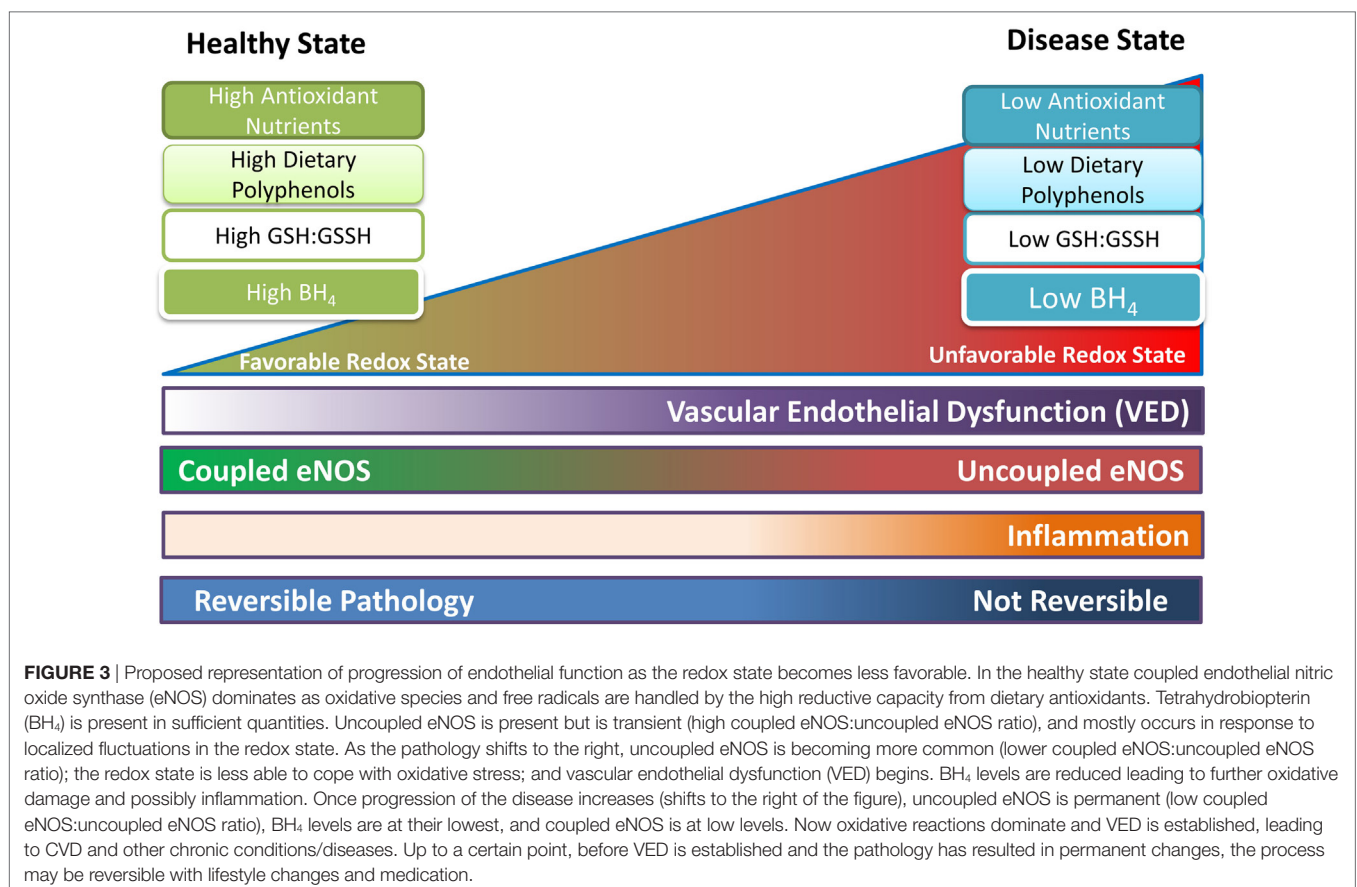 Healthy State
Disease State
High Antioxidant
Nutrients
High Dietary
Polyphenols
High GSH:GSSH
High BH₄
Low Antioxidant
Nutrients
Low Dietary
Polyphenols
Low GSH:GSSH
Low BH₄
Favorable Redox State
Unfavorable Redox State
Vascular Endothelial Dysfunction (VED)
Coupled eNOS
Uncoupled eNOS
Inflammation
Reversible Pathology
Not Reversible
FIGURE 3 | Proposed representation of progression of endothelial function as the redox state becomes less favorable. In the healthy state coupled endothelial nitric
oxide synthase (eNOS) dominates as oxidative species and free radicals are handled by the high reductive capacity from dietary antioxidants. Tetrahydrobiopterin
(BH₄) is present in sufficient quantities. Uncoupled eNOS is present but is transient (high coupled eNOS:uncoupled eNOS ratio), and mostly occurs in response to
localized fluctuations in the redox state. As the pathology shifts to the right, uncoupled eNOS is becoming more common (lower coupled eNOS:uncoupled eNOS
ratio); the redox state is less able to cope with oxidative stress; and vascular endothelial dysfunction (VED) begins. BH₄ levels are reduced leading to further oxidative
damage and possibly inflammation. Once progression of the disease increases (shifts to the right of the figure), uncoupled eNOS is permanent (low coupled
eNOS:uncoupled eNOS ratio), BH₄ levels are at their lowest, and coupled eNOS is at low levels. Now oxidative reactions dominate and VED is established, leading
to CVD and other chronic conditions/diseases. Up to a certain point, before VED is established and the pathology has resulted in permanent changes, the process
may be reversible with lifestyle changes and medication.